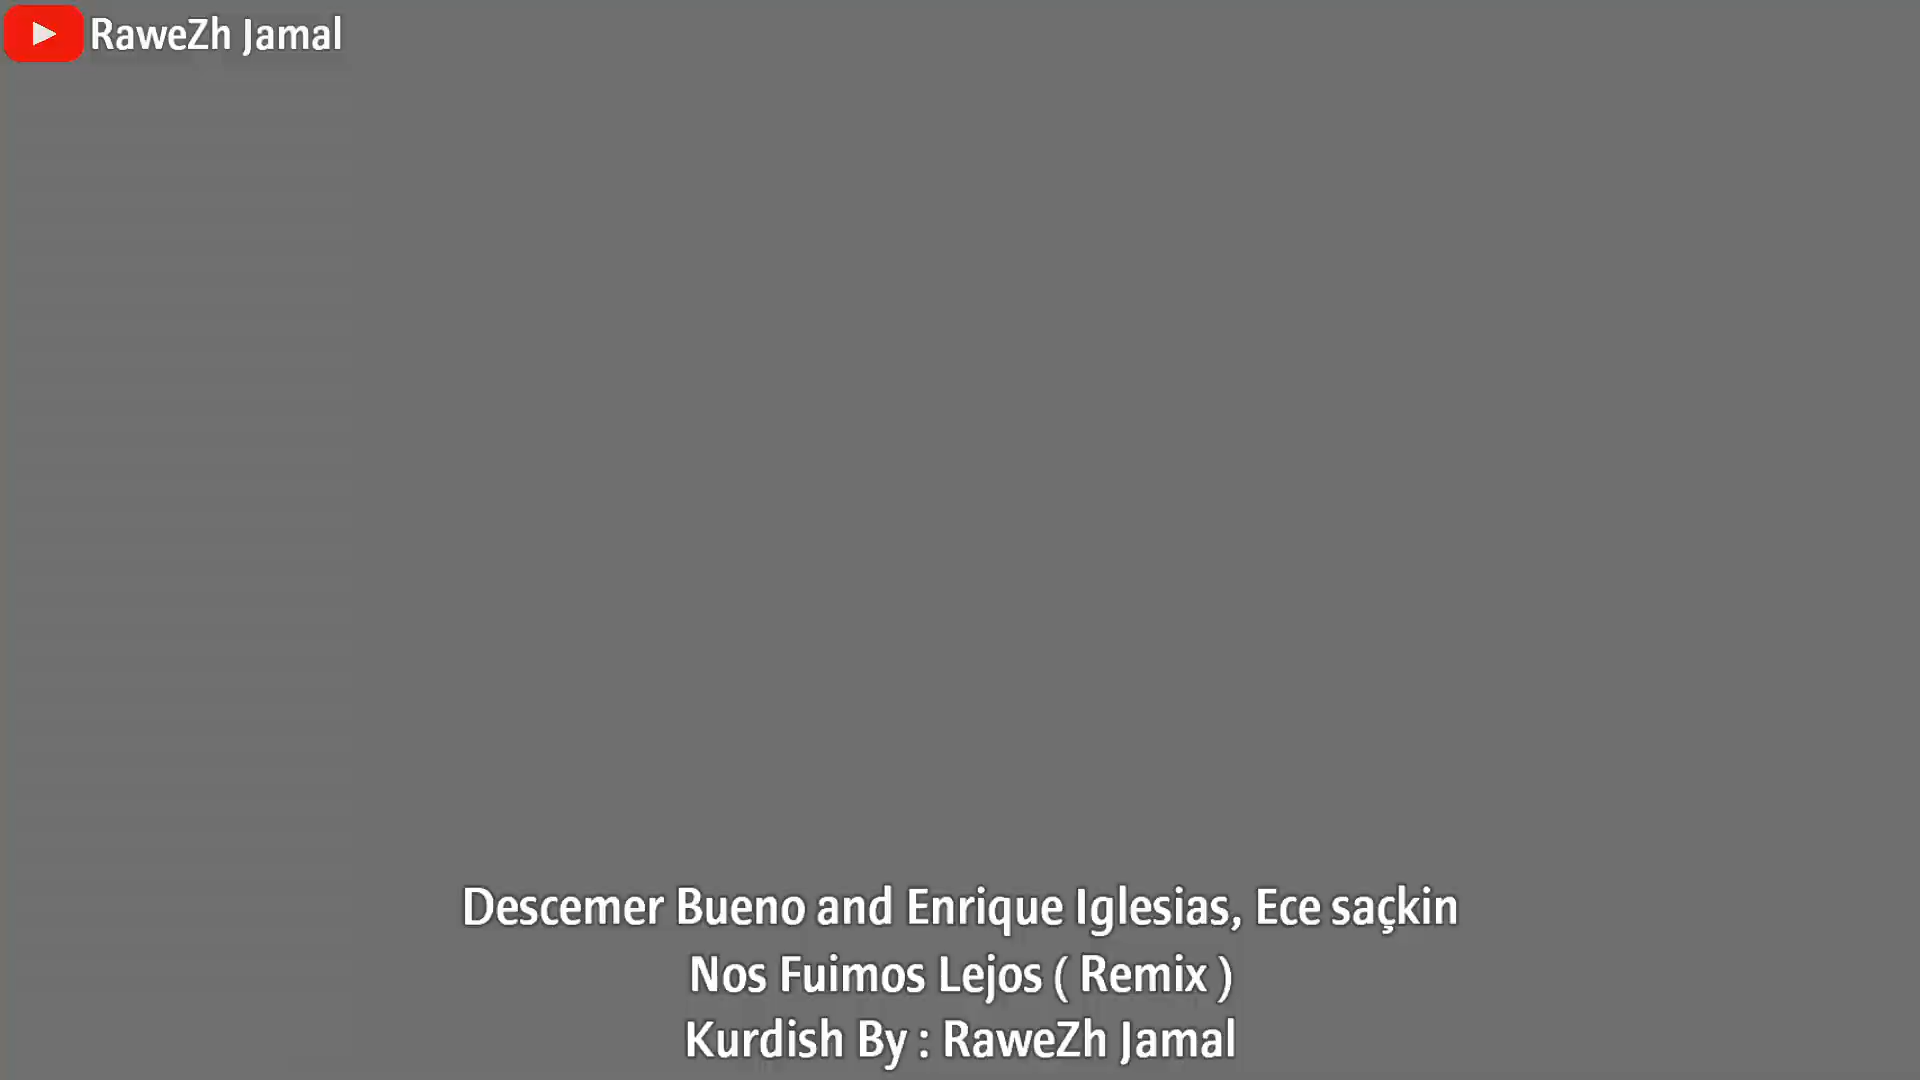 RaweZh Jamal
Descemer Bueno and Enrique Iglesias, Ece saçkin
Nos Fuimos Lejos ( Remix )
Kurdish By : RaweZh Jamal